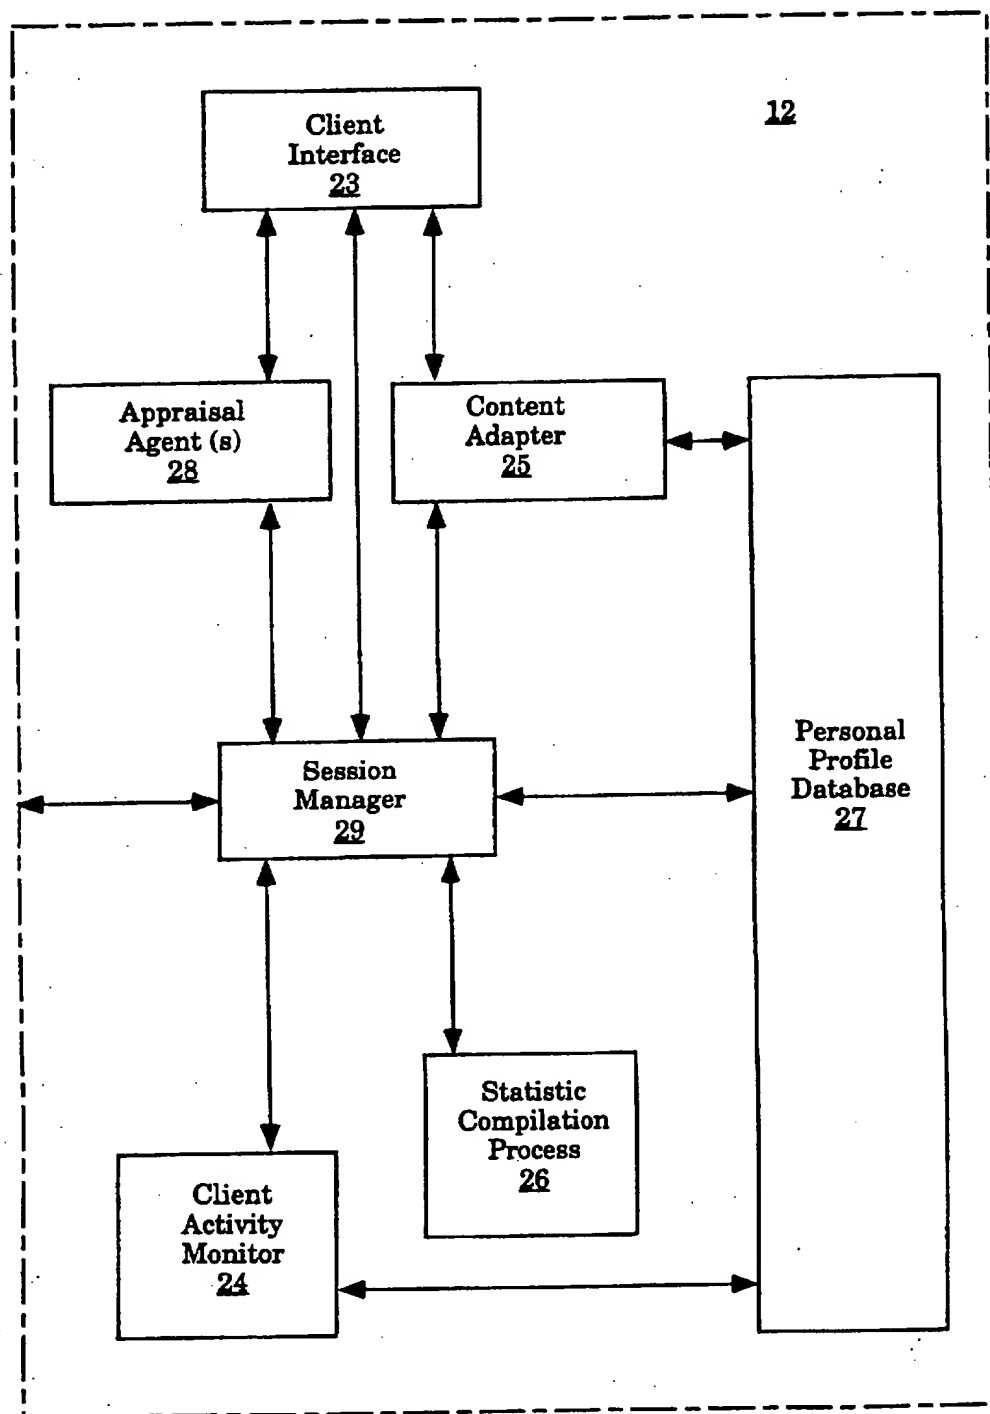 12
Client
Interface
23
Appraisal
Agent (s)
28
Content
Adapter
25
Personal
Profile
Database
27
Session
Manager
29
Statistic
Compilation
Process
26
Client
Activity
Monitor
24